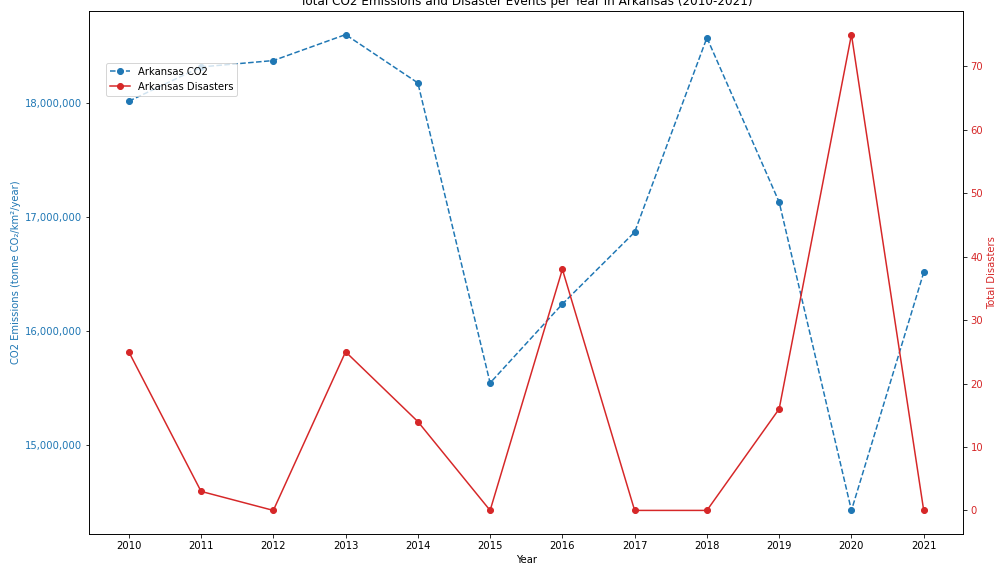 Total CO2 Emissions and Disaster Events per Year in Arkansas (2010-2021)
Arkansas CO2
Arkansas Disasters
18,000,000
17,000,000
16,000,000
15,000,000
CO2 Emissions (tonne CO₂/km²/year)
70
60
50
40
30
20
10
0
Total Disasters
2010 2011 2012 2013 2014 2015 2016 2017 2018 2019 2020 2021
Year